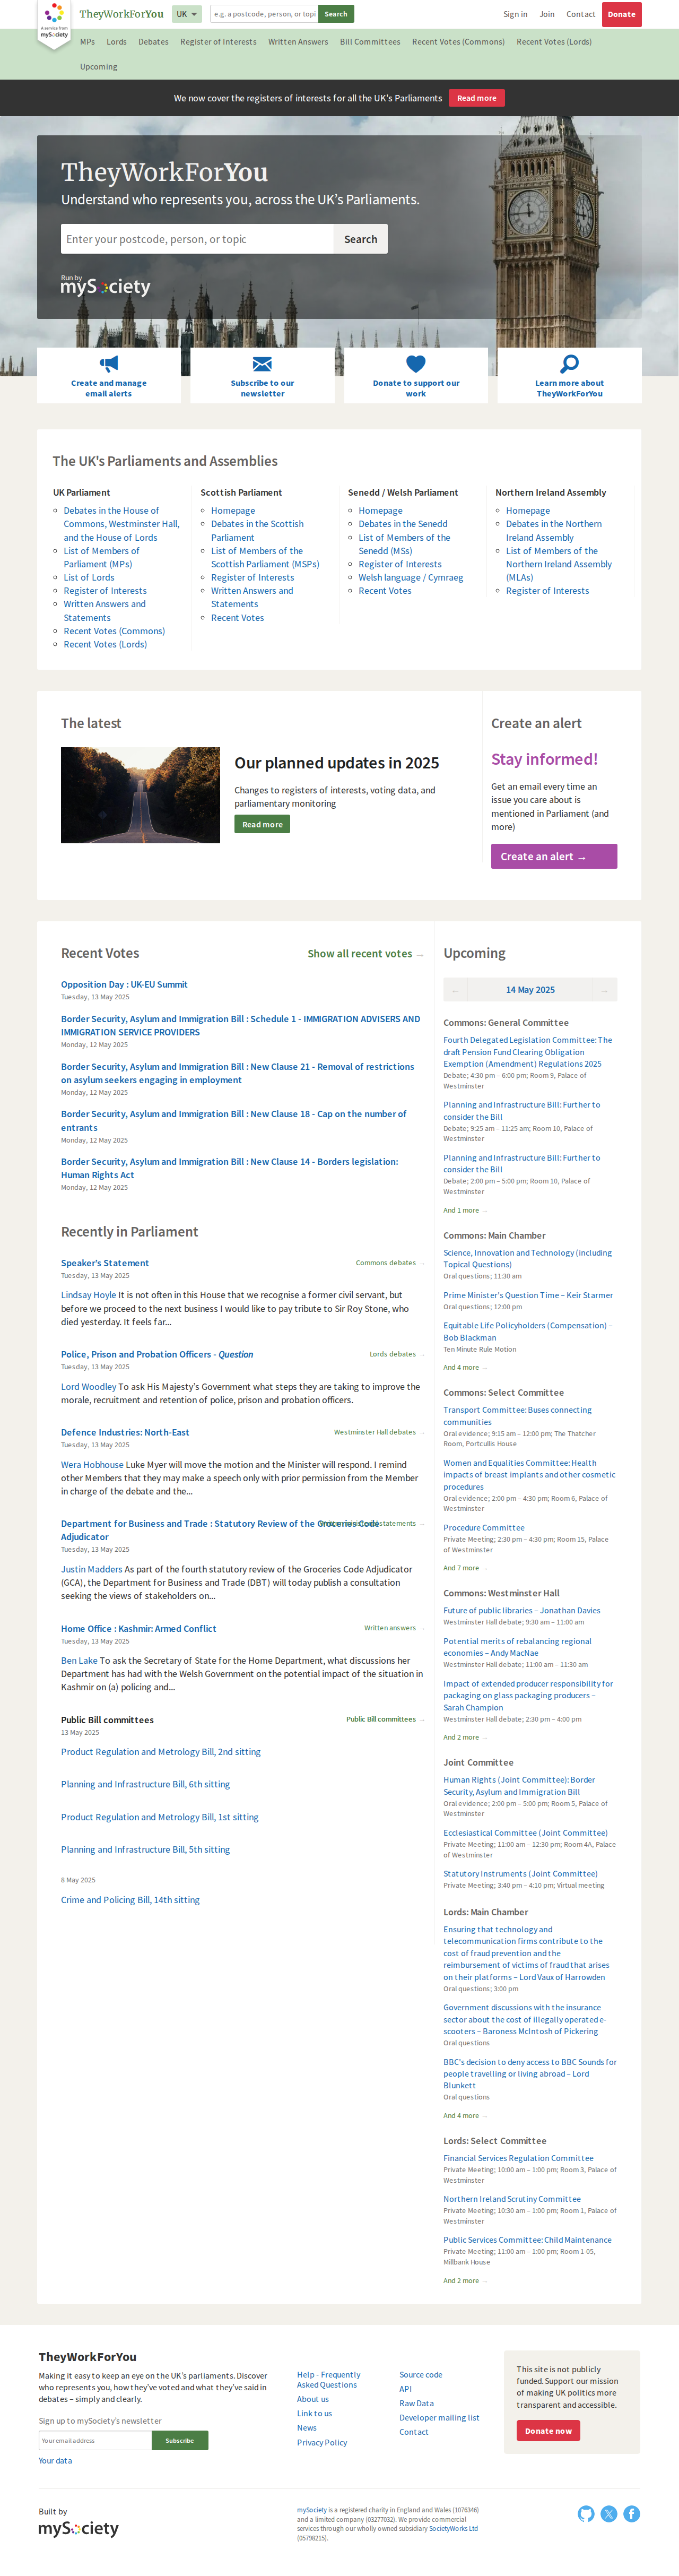 A service from
mySociety
TheyWorkForYou
UK
e.g. a postcode, person, or topi
Search
Sign in
Join
Contact
Donate
MPs
Lords
Debates
Register of Interests
Written Answers
Bill Committees
Recent Votes (Commons)
Recent Votes (Lords)
Upcoming
We now cover the registers of interests for all the UK's Parliaments
Read more
TheyWorkForYou
Understand who represents you, across the UK's Parliaments.
Enter your postcode, person, or topic
Search
Run by
mySociety
Create and manage
email alerts
Subscribe to our
newsletter
Donate to support our
work
Learn more about
TheyWorkForYou
The UK's Parliaments and Assemblies
UK Parliament
Debates in the House of
Commons, Westminster Hall,
and the House of Lords
List of Members of
Parliament (MPs)
List of Lords
Register of Interests
Written Answers and
Statements
Recent Votes (Commons)
Recent Votes (Lords)
Scottish Parliament
Homepage
Debates in the Scottish
Parliament
List of Members of the
Scottish Parliament (MSPs)
Register of Interests
Written Answers and
Statements
Recent Votes
Senedd / Welsh Parliament
Homepage
Debates in the Senedd
List of Members of the
Senedd (MSs)
Register of Interests
Welsh language / Cymraeg
Recent Votes
Northern Ireland Assembly
Homepage
Debates in the Northern
Ireland Assembly
List of Members of the
Northern Ireland Assembly
(MLAs)
Register of Interests
The latest
Our planned updates in 2025
Changes to registers of interests, voting data, and
parliamentary monitoring
Read more
Create an alert
Stay informed!
Get an email every time an
issue you care about is
mentioned in Parliament (and
more)
Create an alert →
Recent Votes
Show all recent votes →
Opposition Day : UK-EU Summit
Tuesday, 13 May 2025
Border Security, Asylum and Immigration Bill : Schedule 1 - IMMIGRATION ADVISERS AND
IMMIGRATION SERVICE PROVIDERS
Monday, 12 May 2025
Border Security, Asylum and Immigration Bill : New Clause 21 - Removal of restrictions
on asylum seekers engaging in employment
Monday, 12 May 2025
Border Security, Asylum and Immigration Bill : New Clause 18 - Cap on the number of
entrants
Monday, 12 May 2025
Border Security, Asylum and Immigration Bill : New Clause 14 - Borders legislation:
Human Rights Act
Monday, 12 May 2025
Recently in Parliament
Speaker's Statement
Commons debates →
Tuesday, 13 May 2025
Lindsay Hoyle It is not often in this House that we recognise a former civil servant, but
before we proceed to the next business I would like to pay tribute to Sir Roy Stone, who
died yesterday. It feels far...
Police, Prison and Probation Officers - Question
Lords debates →
Tuesday, 13 May 2025
Lord Woodley To ask His Majesty's Government what steps they are taking to improve the
morale, recruitment and retention of police, prison and probation officers.
Defence Industries: North-East
Westminster Hall debates →
Tuesday, 13 May 2025
Wera Hobhouse Luke Myer will move the motion and the Minister will respond. I remind
other Members that they may make a speech only with prior permission from the Member
in charge of the debate and the...
Department for Business and Trade : Statutory Review of the Groceries Code
Adjudicator
statements →
Tuesday, 13 May 2025
Justin Madders As part of the fourth statutory review of the Groceries Code Adjudicator
(GCA), the Department for Business and Trade (DBT) will today publish a consultation
seeking the views of stakeholders on...
Home Office : Kashmir: Armed Conflict
Written answers →
Tuesday, 13 May 2025
Ben Lake To ask the Secretary of State for the Home Department, what discussions her
Department has had with the Welsh Government on the potential impact of the situation in
Kashmir on (a) policing and...
Public Bill committees
Public Bill committees →
13 May 2025
Product Regulation and Metrology Bill, 2nd sitting
Planning and Infrastructure Bill, 6th sitting
Product Regulation and Metrology Bill, 1st sitting
Planning and Infrastructure Bill, 5th sitting
8 May 2025
Crime and Policing Bill, 14th sitting
Upcoming
← 14 May 2025 →
Commons: General Committee
Fourth Delegated Legislation Committee: The
draft Pension Fund Clearing Obligation
Exemption (Amendment) Regulations 2025
Debate; 4:30 pm – 6:00 pm; Room 9, Palace of
Westminster
Planning and Infrastructure Bill: Further to
consider the Bill
Debate; 9:25 am – 11:25 am; Room 10, Palace of
Westminster
Planning and Infrastructure Bill: Further to
consider the Bill
Debate; 2:00 pm – 5:00 pm; Room 10, Palace of
Westminster
And 1 more →
Commons: Main Chamber
Science, Innovation and Technology (including
Topical Questions)
Oral questions; 11:30 am
Prime Minister's Question Time – Keir Starmer
Oral questions; 12:00 pm
Equitable Life Policyholders (Compensation) –
Bob Blackman
Ten Minute Rule Motion
And 4 more →
Commons: Select Committee
Transport Committee: Buses connecting
communities
Oral evidence; 9:15 am – 12:00 pm; The Thatcher
Room, Portcullis House
Women and Equalities Committee: Health
impacts of breast implants and other cosmetic
procedures
Oral evidence; 2:00 pm – 4:30 pm; Room 6, Palace of
Westminster
Procedure Committee
Private Meeting; 2:30 pm – 4:30 pm; Room 15, Palace
of Westminster
And 7 more →
Commons: Westminster Hall
Future of public libraries – Jonathan Davies
Westminster Hall debate; 9:30 am – 11:00 am
Potential merits of rebalancing regional
economies – Andy MacNae
Westminster Hall debate; 11:00 am – 11:30 am
Impact of extended producer responsibility for
packaging on glass packaging producers –
Sarah Champion
Westminster Hall debate; 2:30 pm – 4:00 pm
And 2 more →
Joint Committee
Human Rights (Joint Committee): Border
Security, Asylum and Immigration Bill
Oral evidence; 2:00 pm – 5:00 pm; Room 5, Palace of
Westminster
Ecclesiastical Committee (Joint Committee)
Private Meeting; 11:00 am – 12:30 pm; Room 4A, Palace
of Westminster
Statutory Instruments (Joint Committee)
Private Meeting; 3:40 pm – 4:10 pm; Virtual meeting
Lords: Main Chamber
Ensuring that technology and
telecommunication firms contribute to the
cost of fraud prevention and the
reimbursement of victims of fraud that arises
on their platforms – Lord Vaux of Harrowden
Oral questions; 3:00 pm
Government discussions with the insurance
sector about the cost of illegally operated e-
scooters – Baroness McIntosh of Pickering
Oral questions
BBC's decision to deny access to BBC Sounds for
people travelling or living abroad – Lord
Blunkett
Oral questions
And 4 more →
Lords: Select Committee
Financial Services Regulation Committee
Private Meeting; 10:00 am – 1:00 pm; Room 3, Palace of
Westminster
Northern Ireland Scrutiny Committee
Private Meeting; 10:30 am – 1:00 pm; Room 1, Palace of
Westminster
Public Services Committee: Child Maintenance
Private Meeting; 11:00 am – 1:00 pm; Room 1-05,
Millbank House
And 2 more →
TheyWorkForYou
Making it easy to keep an eye on the UK's parliaments. Discover
who represents you, how they've voted and what they've said in
debates – simply and clearly.
Sign up to mySociety's newsletter
Your email address
Subscribe
Your data
Help - Frequently
Asked Questions
About us
Link to us
News
Privacy Policy
Source code
API
Raw Data
Developer mailing list
Contact
This site is not publicly
funded. Support our mission
of making UK politics more
transparent and accessible.
Donate now
Built by
mySociety
mySociety is a registered charity in England and Wales (1076346)
and a limited company (03277032). We provide commercial
services through our wholly owned subsidiary SocietyWorks Ltd
(05798215).